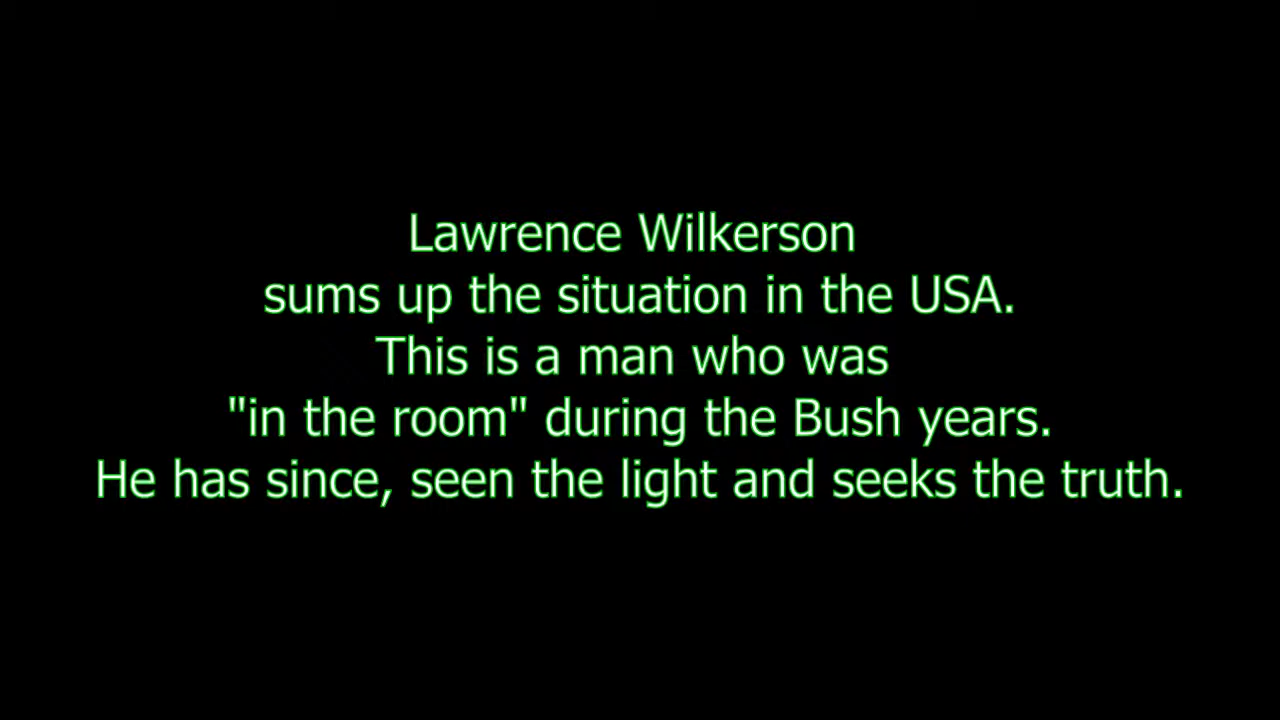 Lawrence Wilkerson
sums up the situation in the USA.
This is a man who was
"in the room" during the Bush years.
He has since, seen the light and seeks the truth.